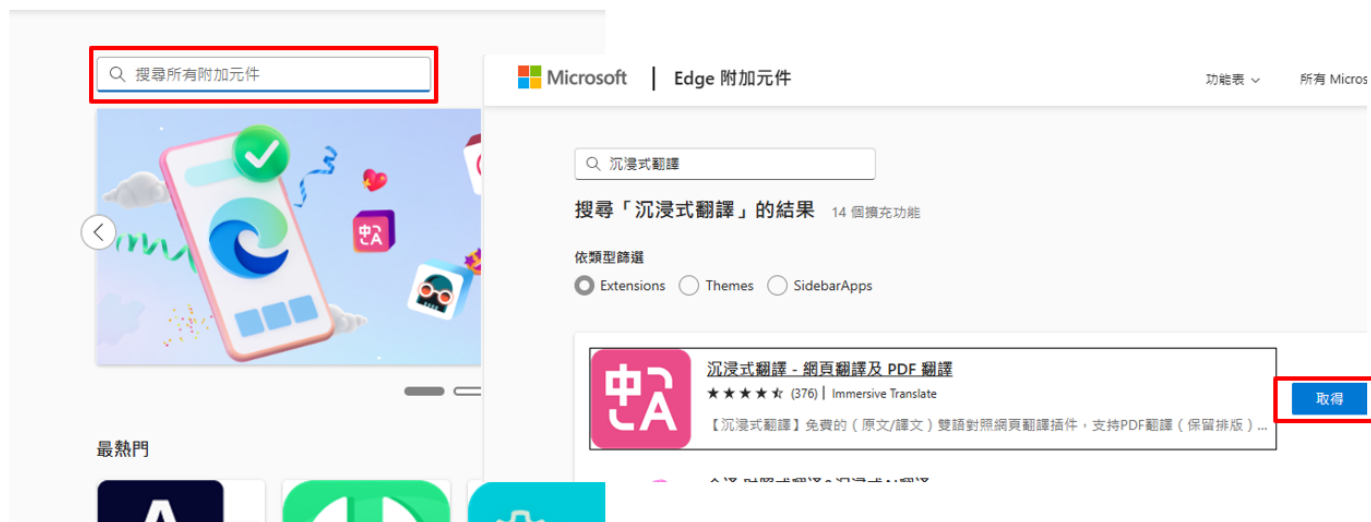 搜尋所有附加元件
中A
最熱門
Microsoft | Edge 附加元件
功能表
所有 Micros
沉浸式翻譯
搜尋「沉浸式翻譯」的結果 14 個擴充功能
依類型篩選
Extensions Themes SidebarApps
中A
沉浸式翻譯 - 網頁翻譯及 PDF 翻譯
(376) | Immersive Translate
取得
【沉浸式翻譯】免費的（原文/譯文）雙語對照網頁翻譯插件，支持PDF翻譯（保留排版）...